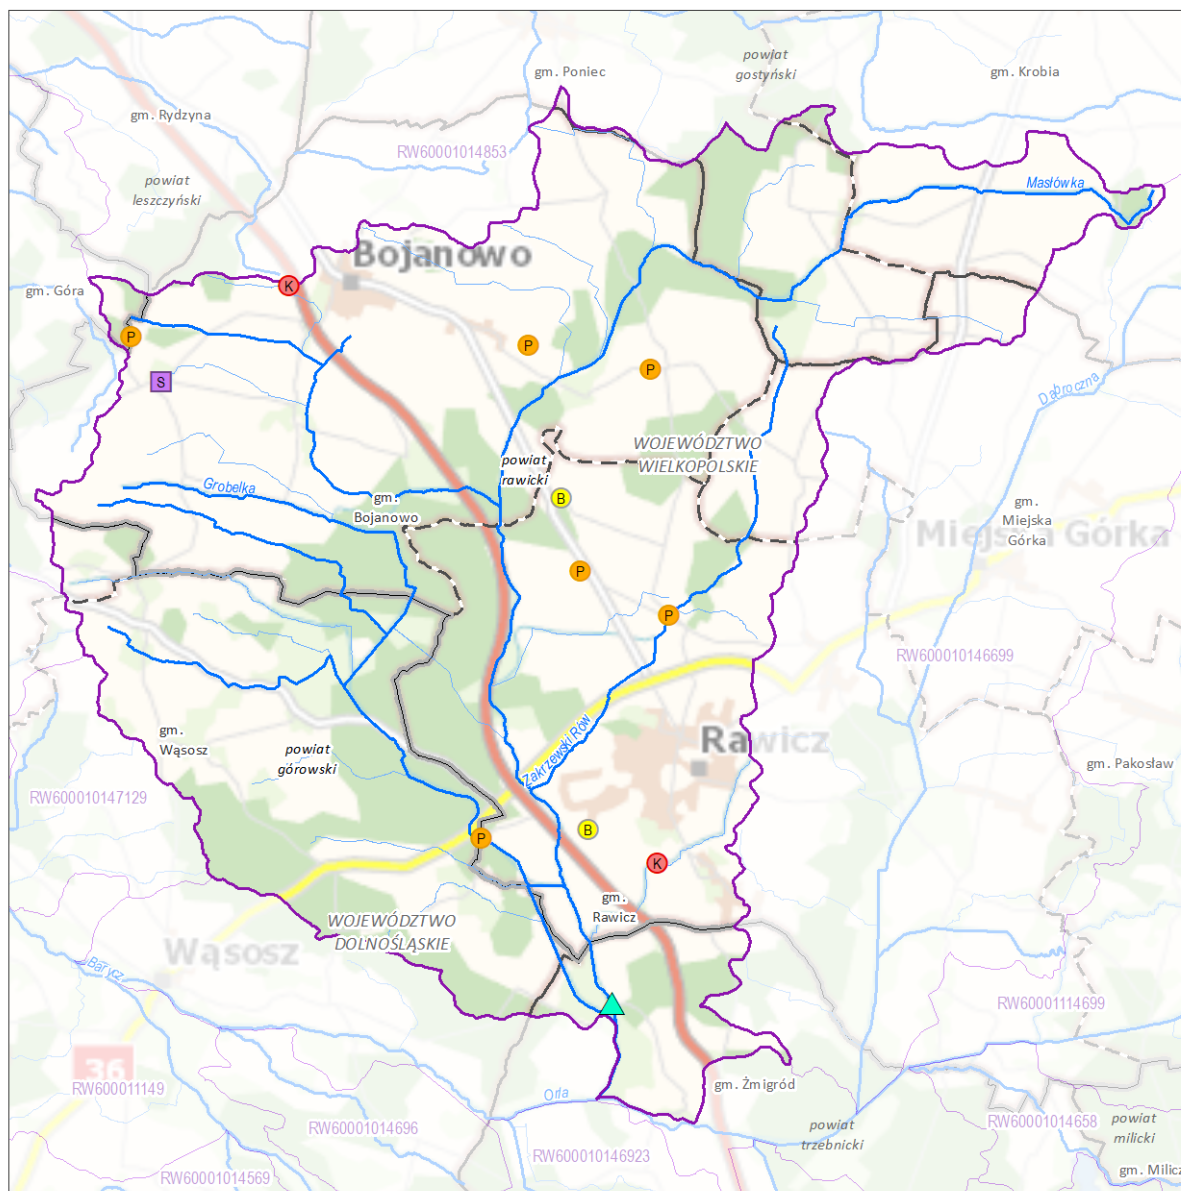 powiat
gostyński
gm. Poniec
gm. Krobia
gm. Rydzyna
RW60001014853
powiat
leszczyński
Masłówka
Bojanowo
gm. Góra
K
P
P
P
S
Dąbroczna
WOJEWÓDZTWO
WIELKOPOLSKIE
powiat
rawicki
Grobelka
gm.
Bojanowo
B
gm.
Miejska
Górka
Miejska Górka
P
P
RW600010146699
gm.
Wąsosz
powiat
górowski
Zakrzewski Rów
Rawicz
gm. Pakosław
RW600010147129
B
P
K
gm.
Rawicz
WOJEWÓDZTWO
DOLNOŚLĄSKIE
Wąsosz
Barycz
RW60001114699
36
RW600011149
gm. Żmigród
Orla
RW60001014696
powiat
trzebnicki
RW60001014658
powiat
milicki
RW600010146923
RW60001014569
gm. Milicz